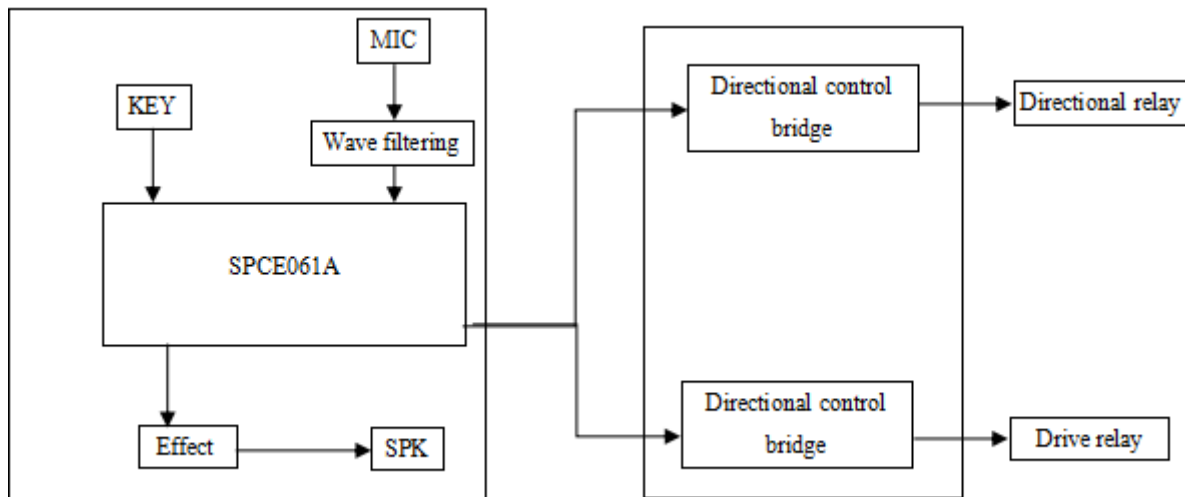 MIC
KEY
Wave filtering
SPCE061A
Effect
SPK
Directional control
bridge
Directional relay
Directional control
bridge
Drive relay